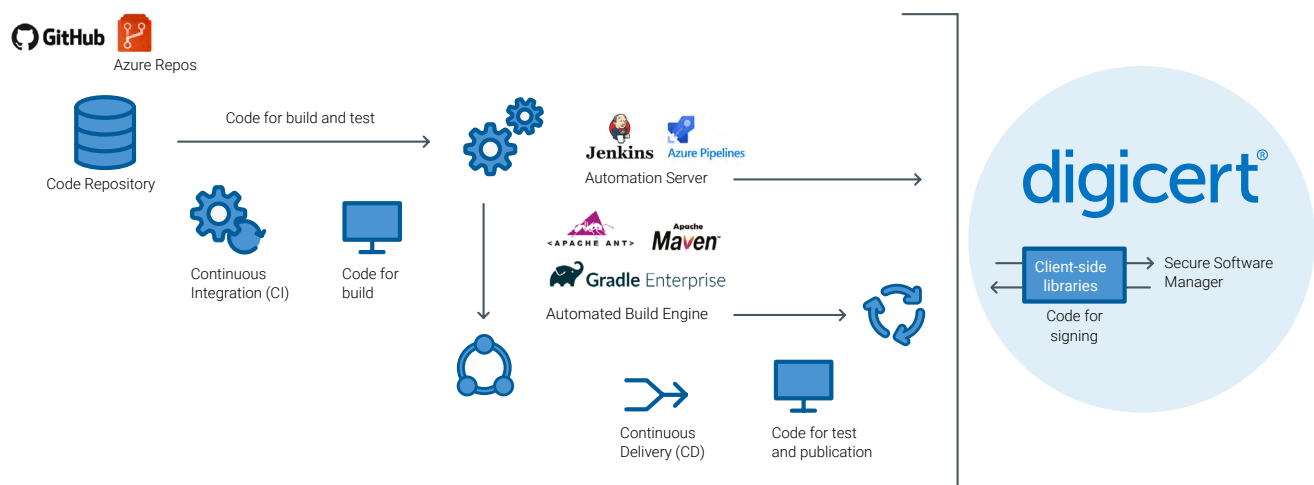 GitHub
Azure Repos
Code Repository
Code for build and test
Continuous
Integration (CI)
Code for
build
Jenkins
Azure Pipelines
Automation Server
<APACHE ANT>
Apache
Maven™
Gradle Enterprise
Automated Build Engine
Continuous
Delivery (CD)
Code for test
and publication
digicert®
Client-side
libraries
Secure Software
Manager
Code for
signing